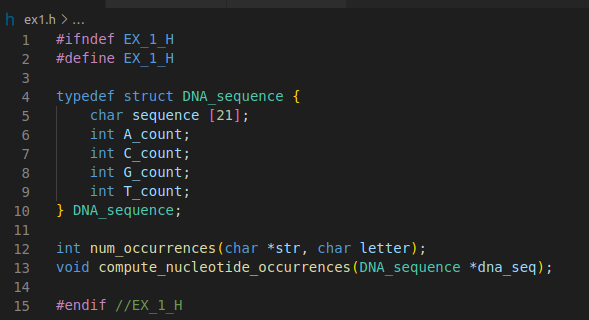 ex1.h > ...
1 #ifndef EX_1_H
2 #define EX_1_H
3
4 typedef struct DNA_sequence {
5     char sequence [21];
6     int A_count;
7     int C_count;
8     int G_count;
9     int T_count;
10 } DNA_sequence;
11
12 int num_occurrences(char *str, char letter);
13 void compute_nucleotide_occurrences(DNA_sequence *dna_seq);
14
15 #endif //EX_1_H